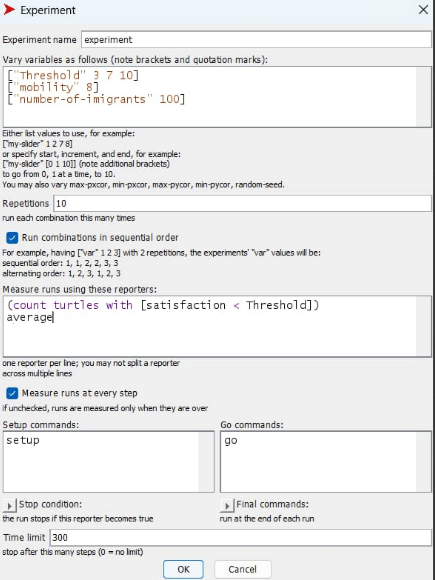 Experiment
Experiment name experiment
Vary variables as follows (note brackets and quotation marks):
["Threshold" 3 7 10]
["mobility" 8]
["number-of-imigrants" 100]
Either list values to use, for example:
["my-slider" 1 2 7 8]
or specify start, increment, and end, for example:
["my-slider" [0 1 10]] (note additional brackets)
to go from 0, 1 at a time, to 10.
You may also vary max-pxcor, min-pxcor, max-pycor, min-pycor, random-seed.
Repetitions 10
run each combination this many times
Run combinations in sequential order
For example, having ["var" 1 2 3] with 2 repetitions, the experiments' "var" values will be:
sequential order: 1, 1, 2, 2, 3, 3
alternating order: 1, 2, 3, 1, 2, 3
Measure runs using these reporters:
(count turtles with [satisfaction < Threshold])
average
one reporter per line; you may not split a reporter
across multiple lines
Measure runs at every step
if unchecked, runs are measured only when they are over
Setup commands: Go commands:
setup go
Stop condition: Final commands:
the run stops if this reporter becomes true run at the end of each run
Time limit 300
stop after this many steps (0 = no limit)
OK Cancel